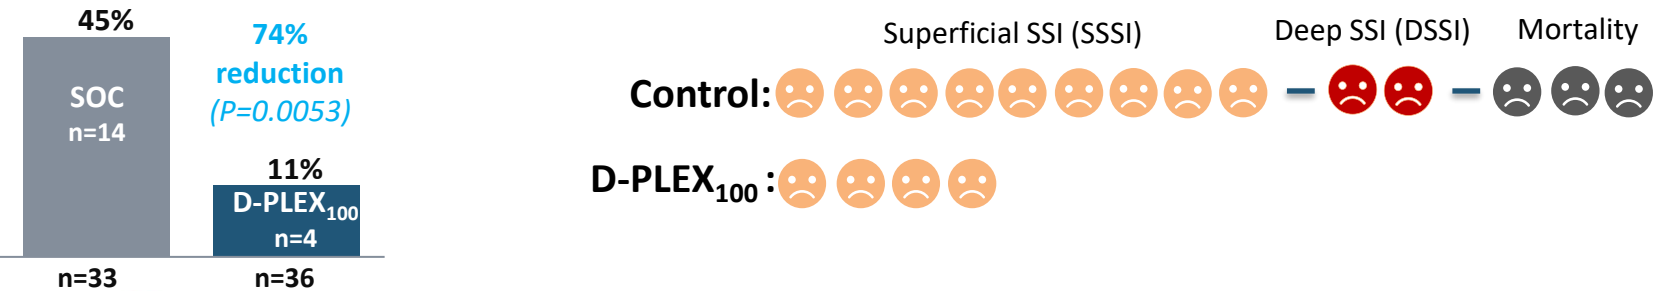 45%
74%
reduction
(P=0.0053)
SOC
n=14
11%
D-PLEX100
n=4
n=33
n=36
Superficial SSI (SSSI)
Deep SSI (DSSI)
Mortality
Control:
D-PLEX100 :